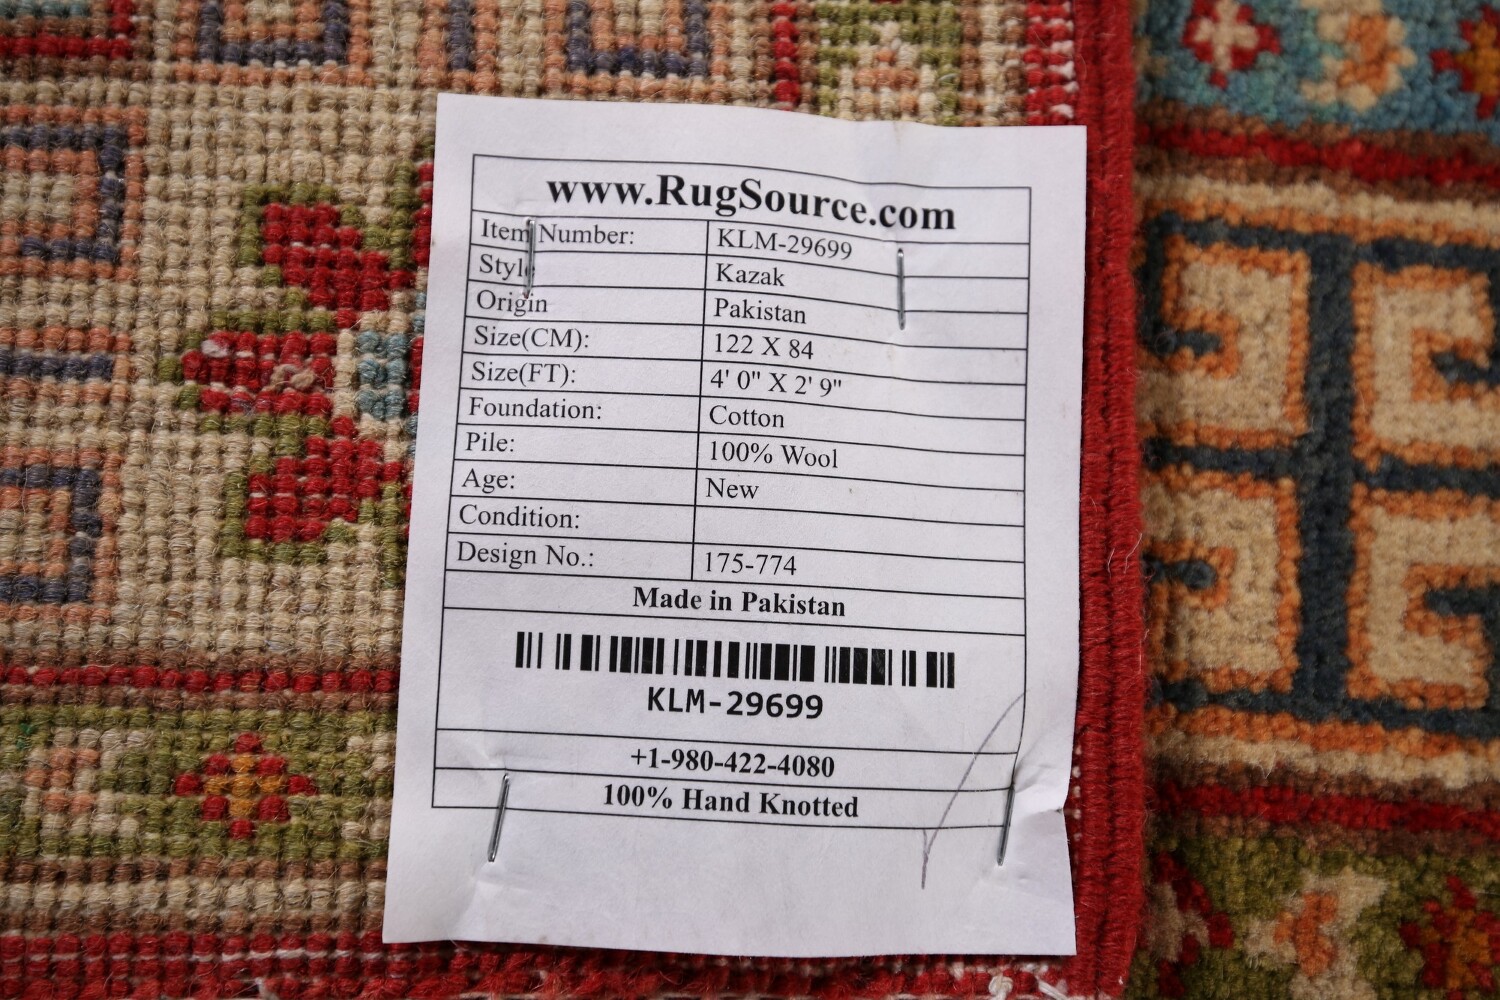 www.RugSource.com
Item Number: KLM-29699
Style Kazak
Origin Pakistan
Size(CM): 122 X 84
Size(FT): 4' 0" X 2' 9"
Foundation: Cotton
Pile: 100% Wool
Age: New
Condition:
Design No.: 175-774
Made in Pakistan
KLM-29699
+1-980-422-4080
100% Hand Knotted